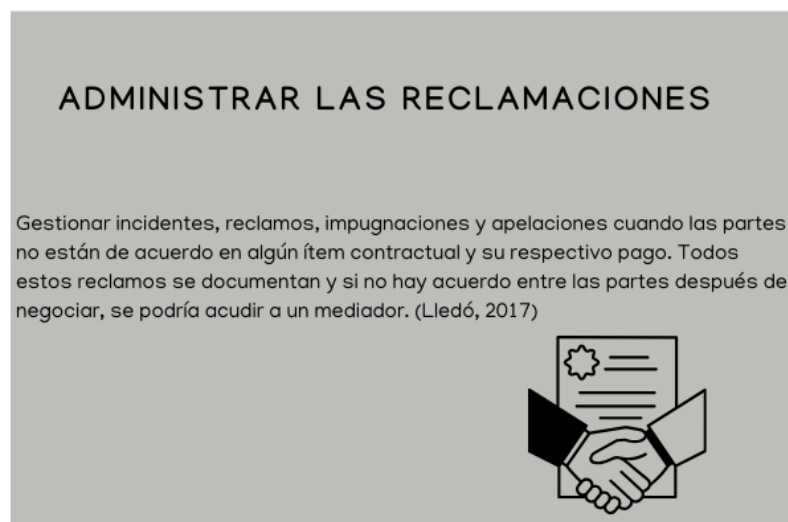 ADMINISTRAR LAS RECLAMACIONES
Gestionar incidentes, reclamos, impugnaciones y apelaciones cuando las partes
no están de acuerdo en algún ítem contractual y su respectivo pago. Todos
estos reclamos se documentan y si no hay acuerdo entre las partes después de
negociar, se podría acudir a un mediador. (Lledó, 2017)